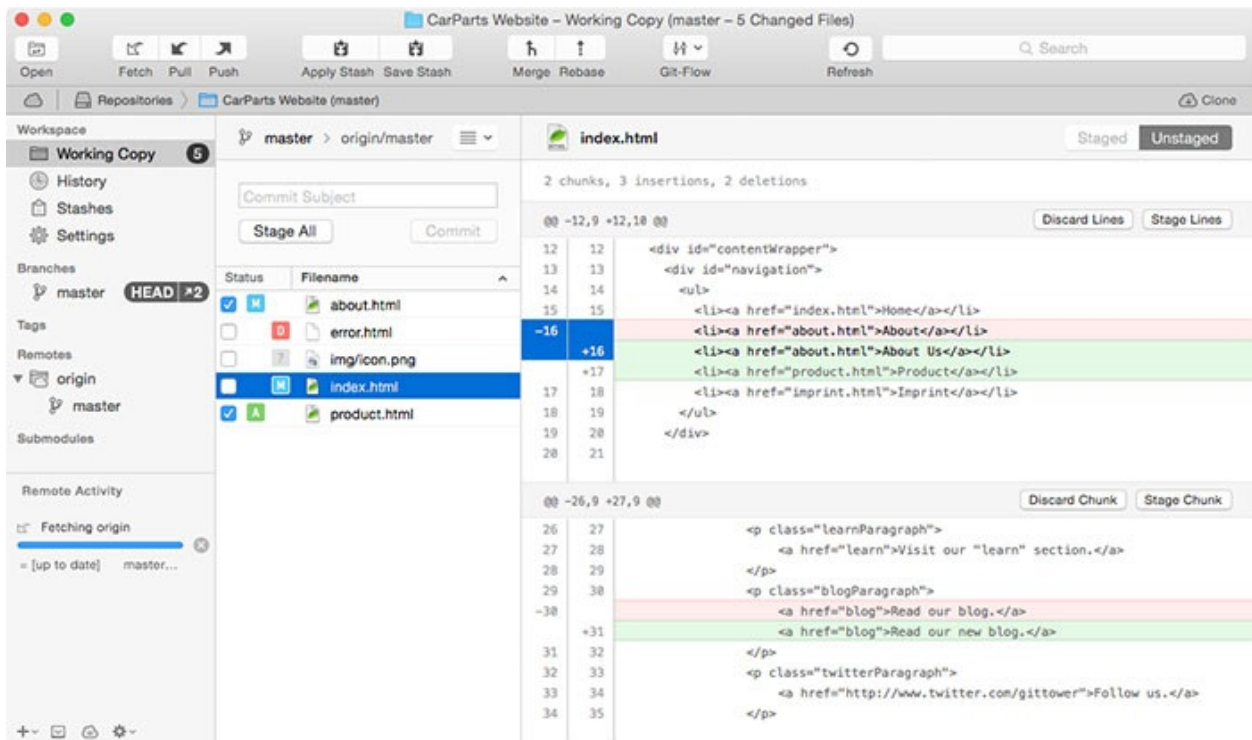 CarParts Website – Working Copy (master – 5 Changed Files)
Open Fetch Pull Push Apply Stash Save Stash Merge Rebase Git-Flow Refresh Search
Repositories CarParts Website (master) Clone
Workspace
Working Copy 5
History
Stashes
Settings
Branches
master HEAD ↗2
Tags
Remotes
origin
master
Submodules
Remote Activity
Fetching origin
= [up to date] master...
master > origin/master
Commit Subject
Stage All Commit
Status Filename
M about.html
D error.html
? img/icon.png
M index.html
A product.html
index.html Staged Unstaged
2 chunks, 3 insertions, 2 deletions
@@ -12,9 +12,10 @@ Discard Lines Stage Lines
12 12 <div id="contentWrapper">
13 13 <div id="navigation">
14 14 <ul>
15 15 <li><a href="index.html">Home</a></li>
-16 <li><a href="about.html">About</a></li>
+16 <li><a href="about.html">About Us</a></li>
+17 <li><a href="product.html">Product</a></li>
17 18 <li><a href="imprint.html">Imprint</a></li>
18 19 </ul>
19 20 </div>
20 21
@@ -26,9 +27,9 @@ Discard Chunk Stage Chunk
26 27 <p class="learnParagraph">
27 28 <a href="learn">Visit our "learn" section.</a>
28 29 </p>
29 30 <p class="blogParagraph">
-30 <a href="blog">Read our blog.</a>
+31 <a href="blog">Read our new blog.</a>
31 32 </p>
32 33 <p class="twitterParagraph">
33 34 <a href="http://www.twitter.com/gittower">Follow us.</a>
34 35 </p>